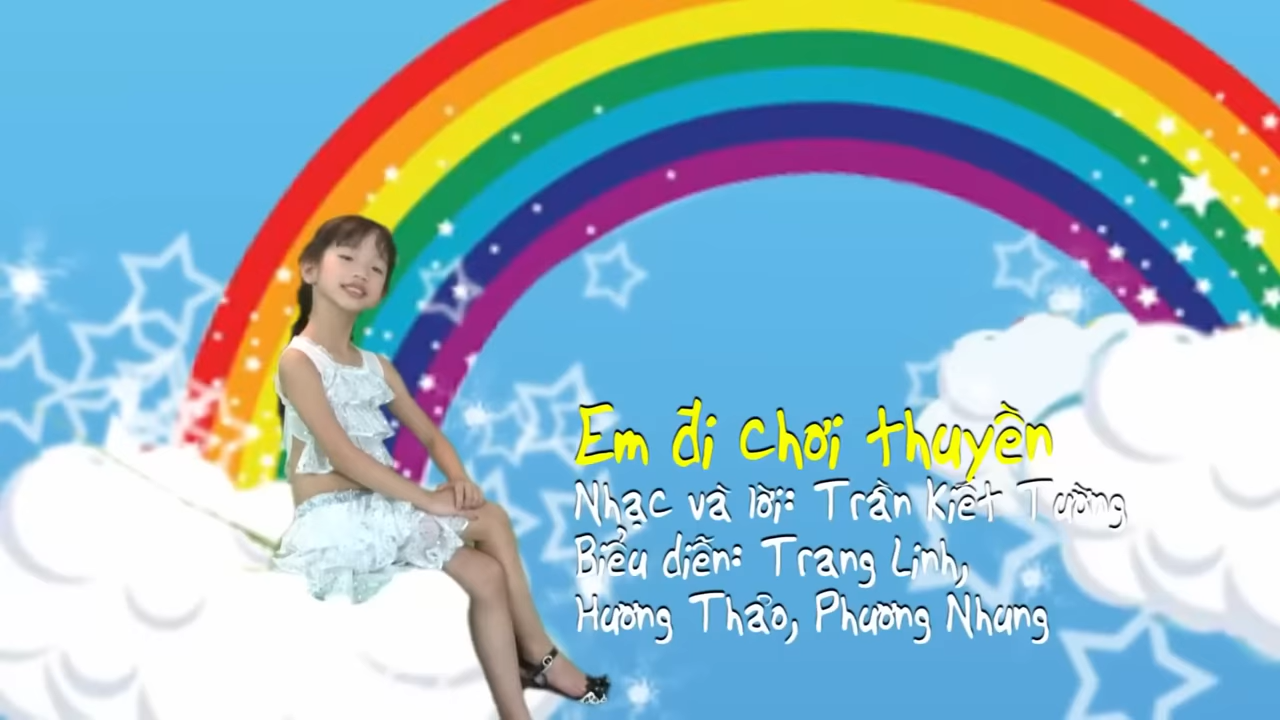 Em đi chơi thuyền
Nhạc và lời: Trần Kiết Tường
Biểu diễn: Trang Linh,
Hương Thảo, Phương Nhung